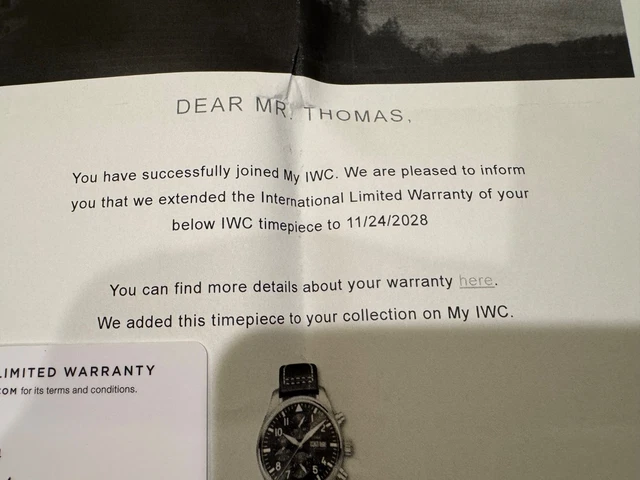 DEAR MR. THOMAS,
You have successfully joined My IWC. We are pleased to inform
you that we extended the International Limited Warranty of your
below IWC timepiece to 11/24/2028
You can find more details about your warranty here.
We added this timepiece to your collection on My IWC.
LIMITED WARRANTY
COM for its terms and conditions.